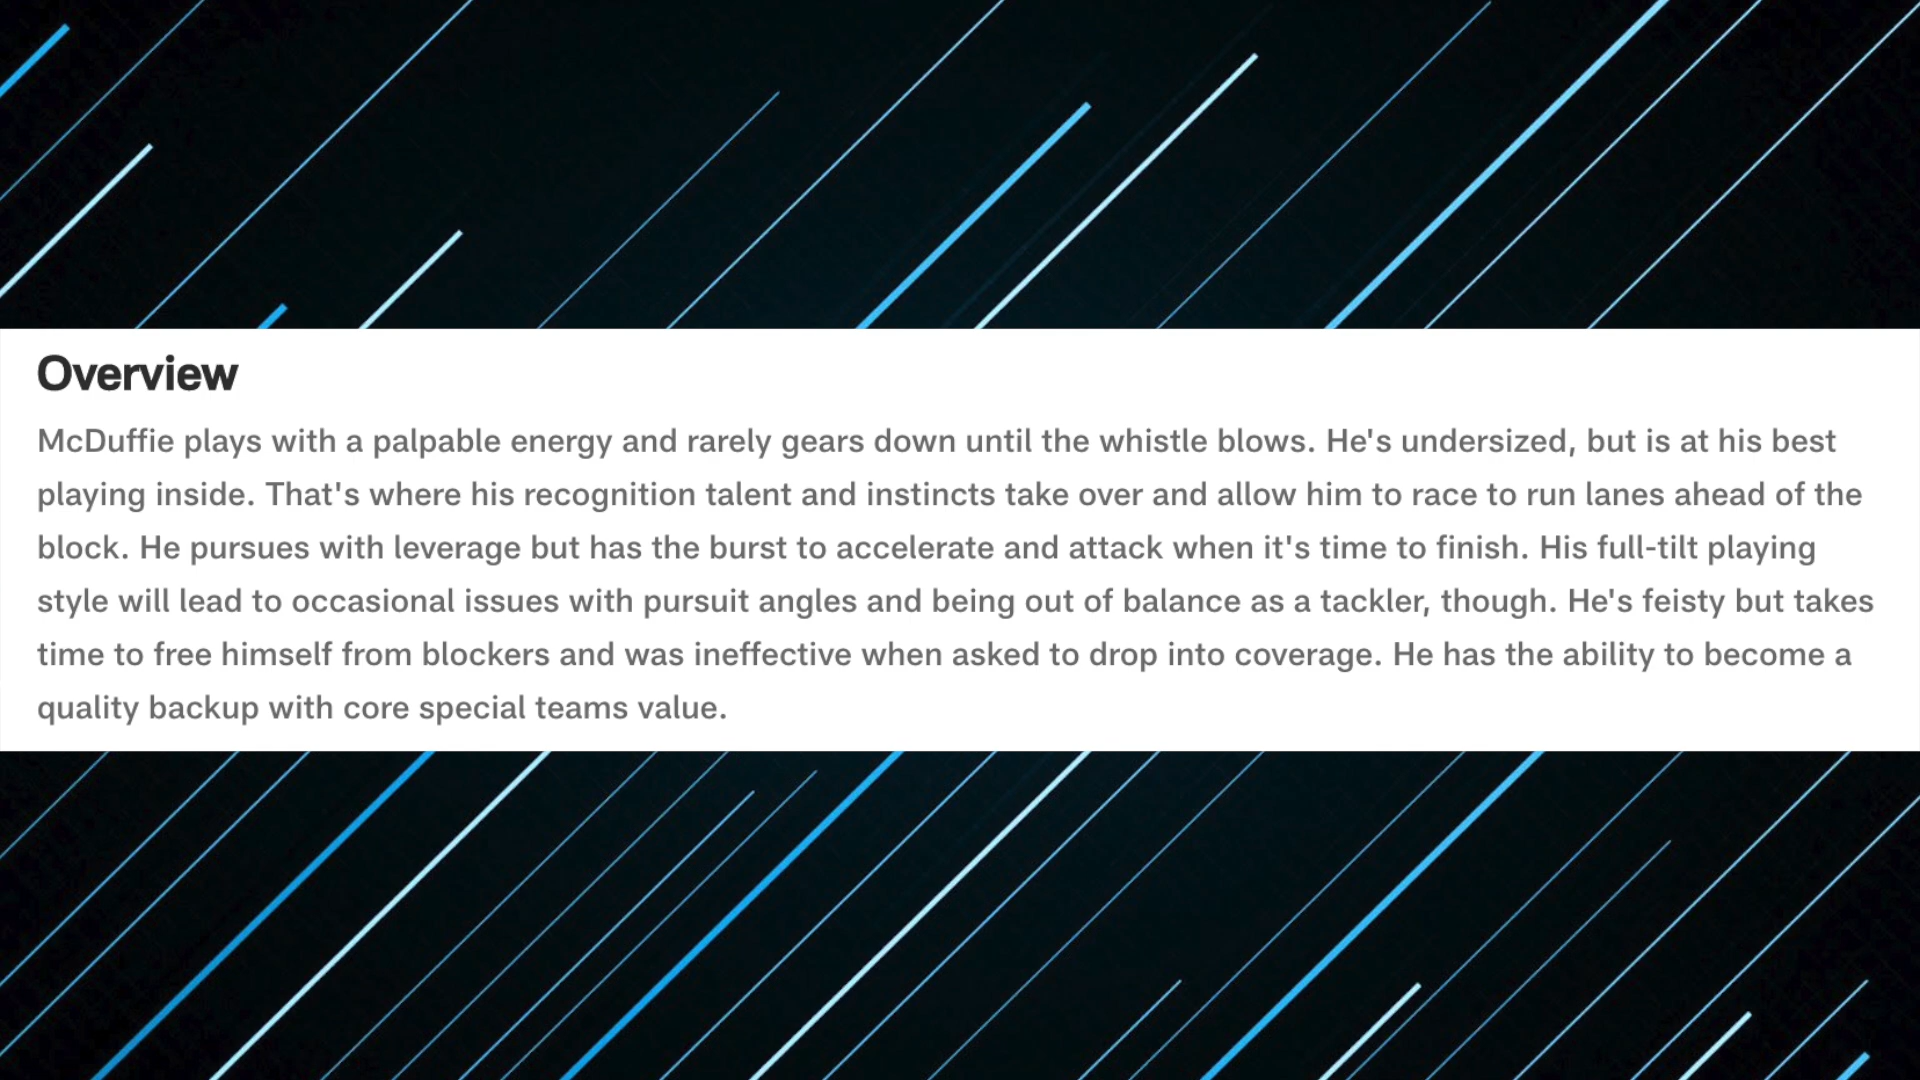 Overview
McDuffie plays with a palpable energy and rarely gears down until the whistle blows. He's undersized, but is at his best
playing inside. That's where his recognition talent and instincts take over and allow him to race to run lanes ahead of the
block. He pursues with leverage but has the burst to accelerate and attack when it's time to finish. His full-tilt playing
style will lead to occasional issues with pursuit angles and being out of balance as a tackler, though. He's feisty but takes
time to free himself from blockers and was ineffective when asked to drop into coverage. He has the ability to become a
quality backup with core special teams value.